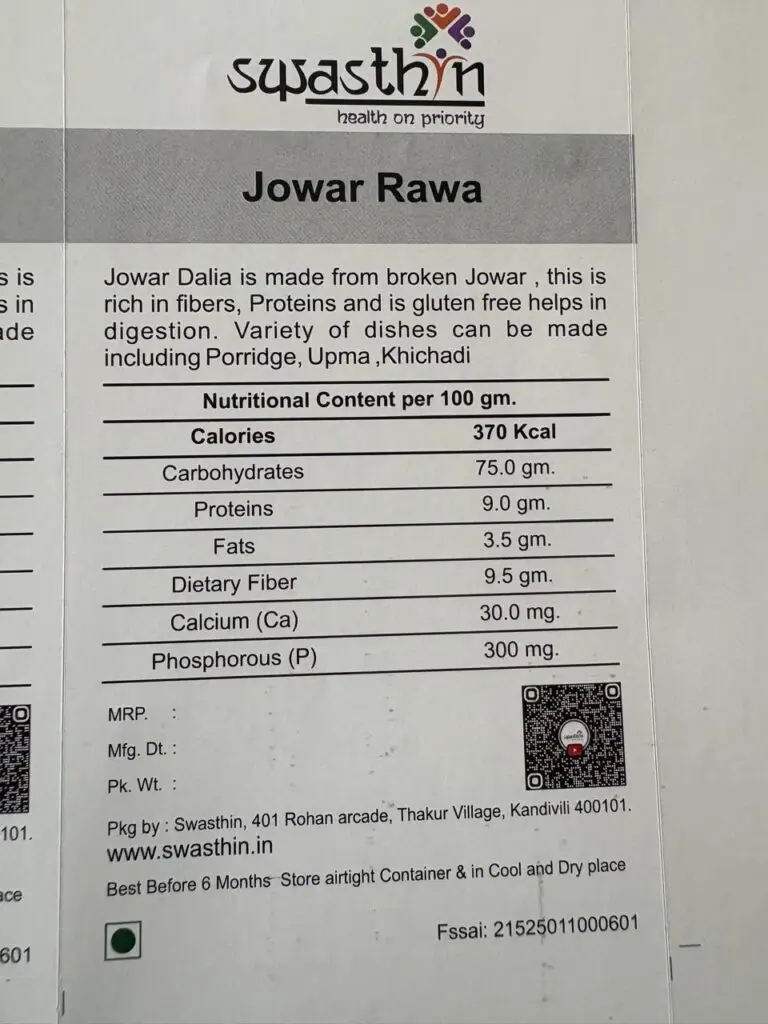 swasthin
health on priority
Jowar Rawa
s is
s in
ade
Jowar Dalia is made from broken Jowar , this is
rich in fibers, Proteins and is gluten free helps in
digestion. Variety of dishes can be made
including Porridge, Upma ,Khichadi
Nutritional Content per 100 gm.
Calories 370 Kcal
Carbohydrates 75.0 gm.
Proteins 9.0 gm.
Fats 3.5 gm.
Dietary Fiber 9.5 gm.
Calcium (Ca) 30.0 mg.
Phosphorous (P) 300 mg.
MRP. :
Mfg. Dt. :
Pk. Wt. :
101.
Pkg by : Swasthin, 401 Rohan arcade, Thakur Village, Kandivili 400101.
www.swasthin.in
ace
Best Before 6 Months Store airtight Container & in Cool and Dry place
601
Fssai: 21525011000601